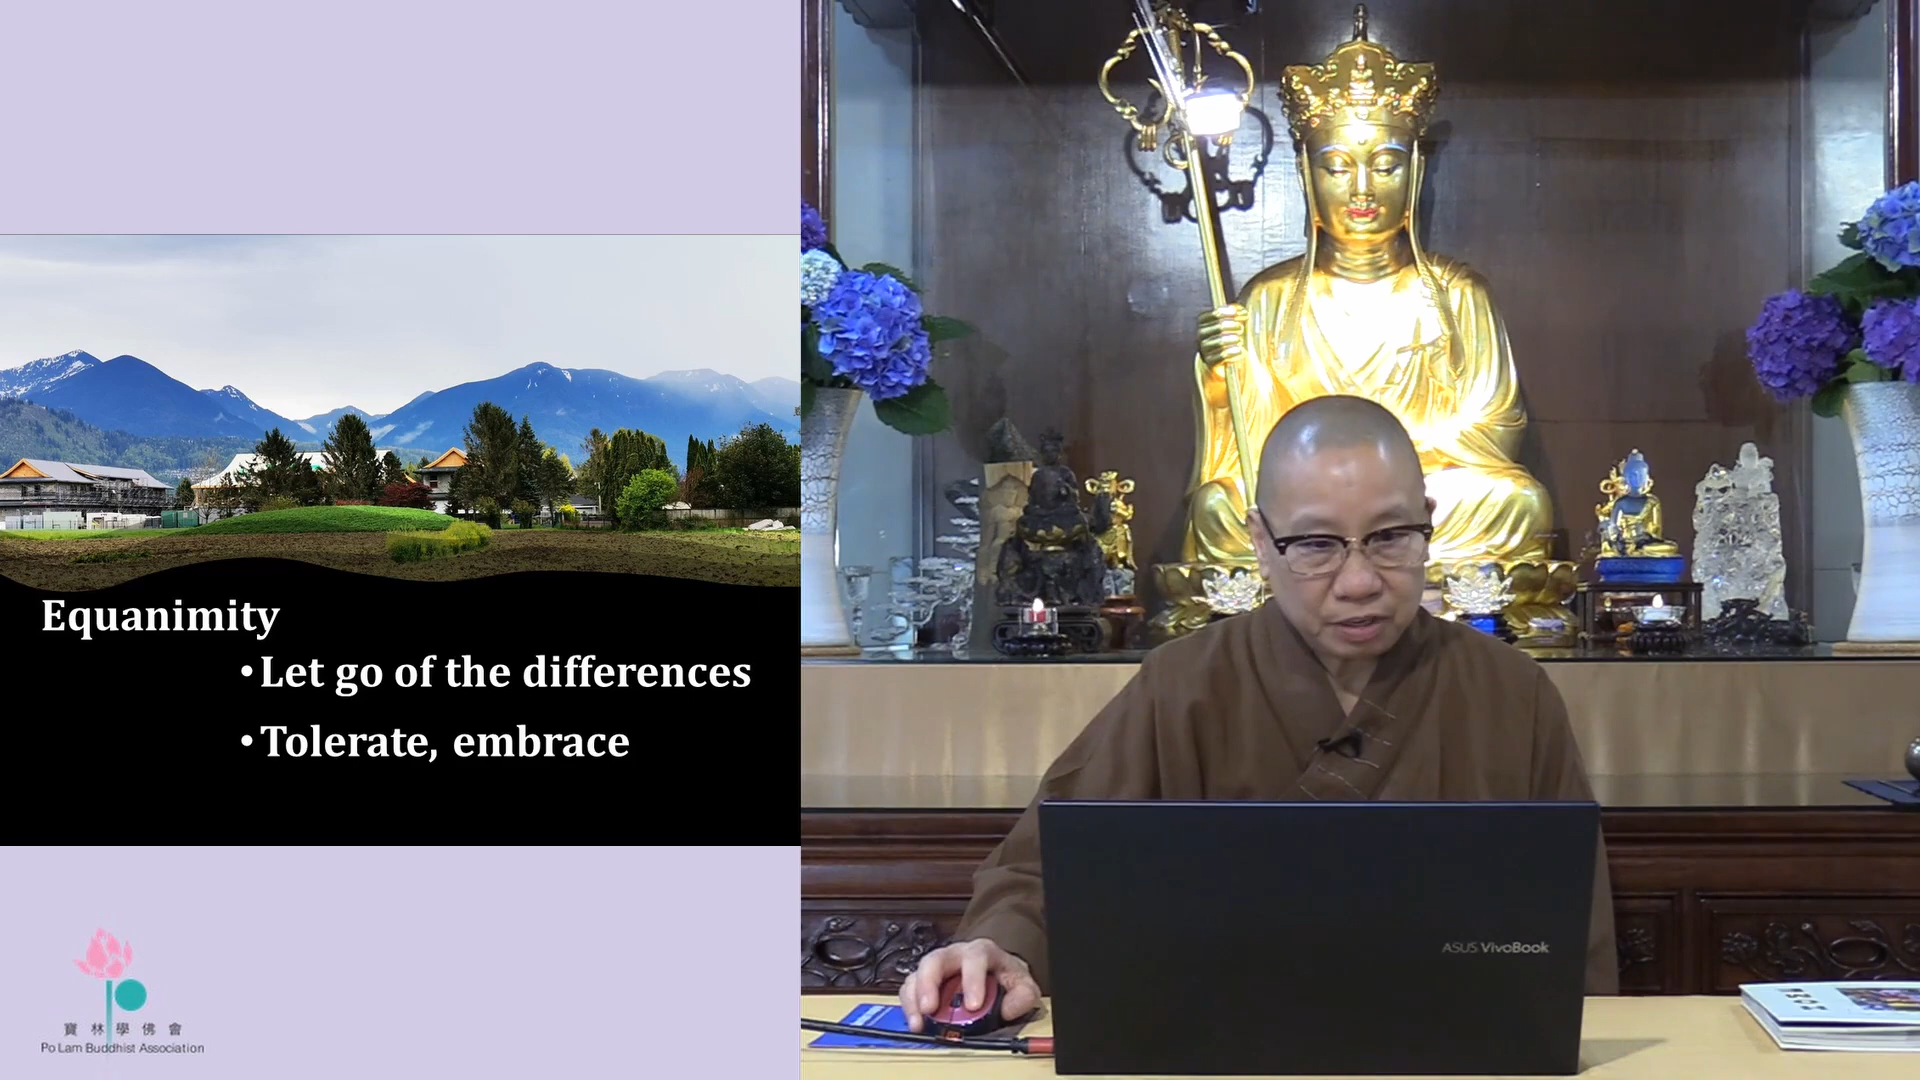 Equanimity
• Let go of the differences
• Tolerate, embrace
寶 林 學 佛 會
Po Lam Buddhist Association
ASUS VivoBook